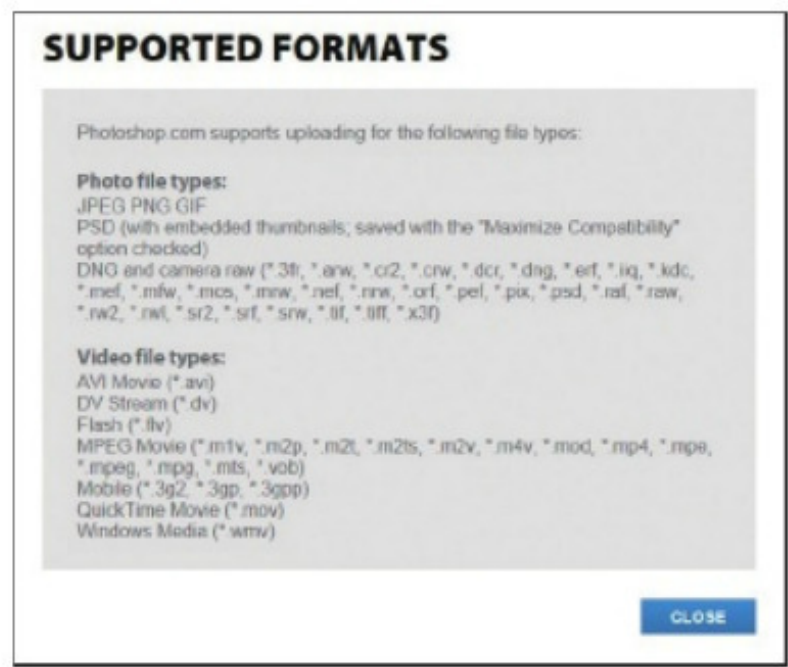 SUPPORTED FORMATS
Photoshop.com supports uploading for the following file types:
Photo file types:
JPEG PNG GIF
PSD (with embedded thumbnails; saved with the "Maximize Compatibility"
option checked)
DNG and camera raw (*.3fr, *.arw, *.cr2, *.crw, *.dcr, *.dng, *.erf, *.iiq, *.kdc,
*.mef, *.mfw, *.mos, *.mrw, *.nef, *.nrw, *.orf, *.pef, *.pix, *.psd, *.raf, *.raw,
*.rw2, *.rwl, *.sr2, *.srf, *.srw, *.tif, *.tiff, *.x3f)
Video file types:
AVI Movie (*.avi)
DV Stream (*.dv)
Flash (*.flv)
MPEG Movie (*.m1v, *.m2p, *.m2t, *.m2ts, *.m2v, *.m4v, *.mod, *.mp4, *.mpe,
*.mpeg, *.mpg, *.mts, *.vob)
Mobile (*.3g2, *.3gp, *.3gpp)
QuickTime Movie (*.mov)
Windows Media (*.wmv)
CLOSE